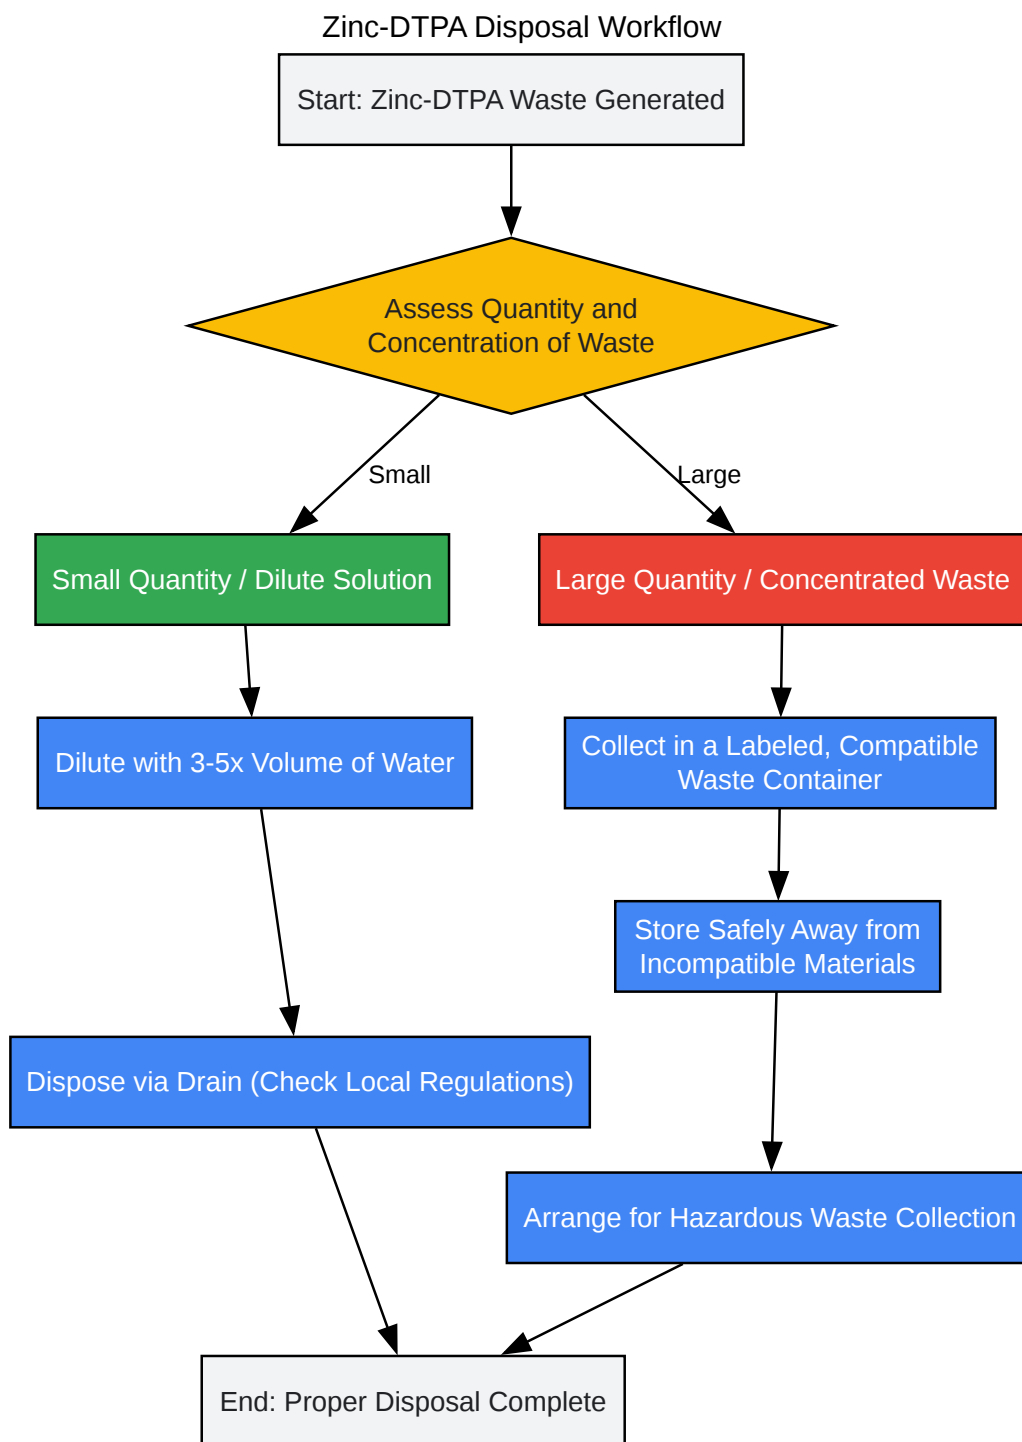 Zinc-DTPA Disposal Workflow
Start: Zinc-DTPA Waste Generated
Assess Quantity and
Concentration of Waste
Small
Large
Small Quantity / Dilute Solution
Large Quantity / Concentrated Waste
Dilute with 3-5x Volume of Water
Collect in a Labeled, Compatible
Waste Container
Store Safely Away from
Incompatible Materials
Dispose via Drain (Check Local Regulations)
Arrange for Hazardous Waste Collection
End: Proper Disposal Complete